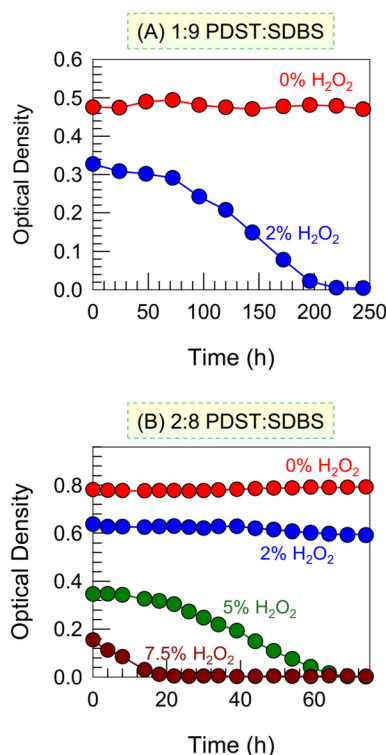 (A) 1:9 PDST:SDBS
0.6
0.5
0.4
0.3
0.2
0.1
0.0
Optical Density
0% H₂O₂
2% H₂O₂
0 50 100 150 200 250
Time (h)
(B) 2:8 PDST:SDBS
0.8
0.6
0.4
0.2
0.0
Optical Density
0% H₂O₂
2% H₂O₂
5% H₂O₂
7.5% H₂O₂
0 20 40 60
Time (h)